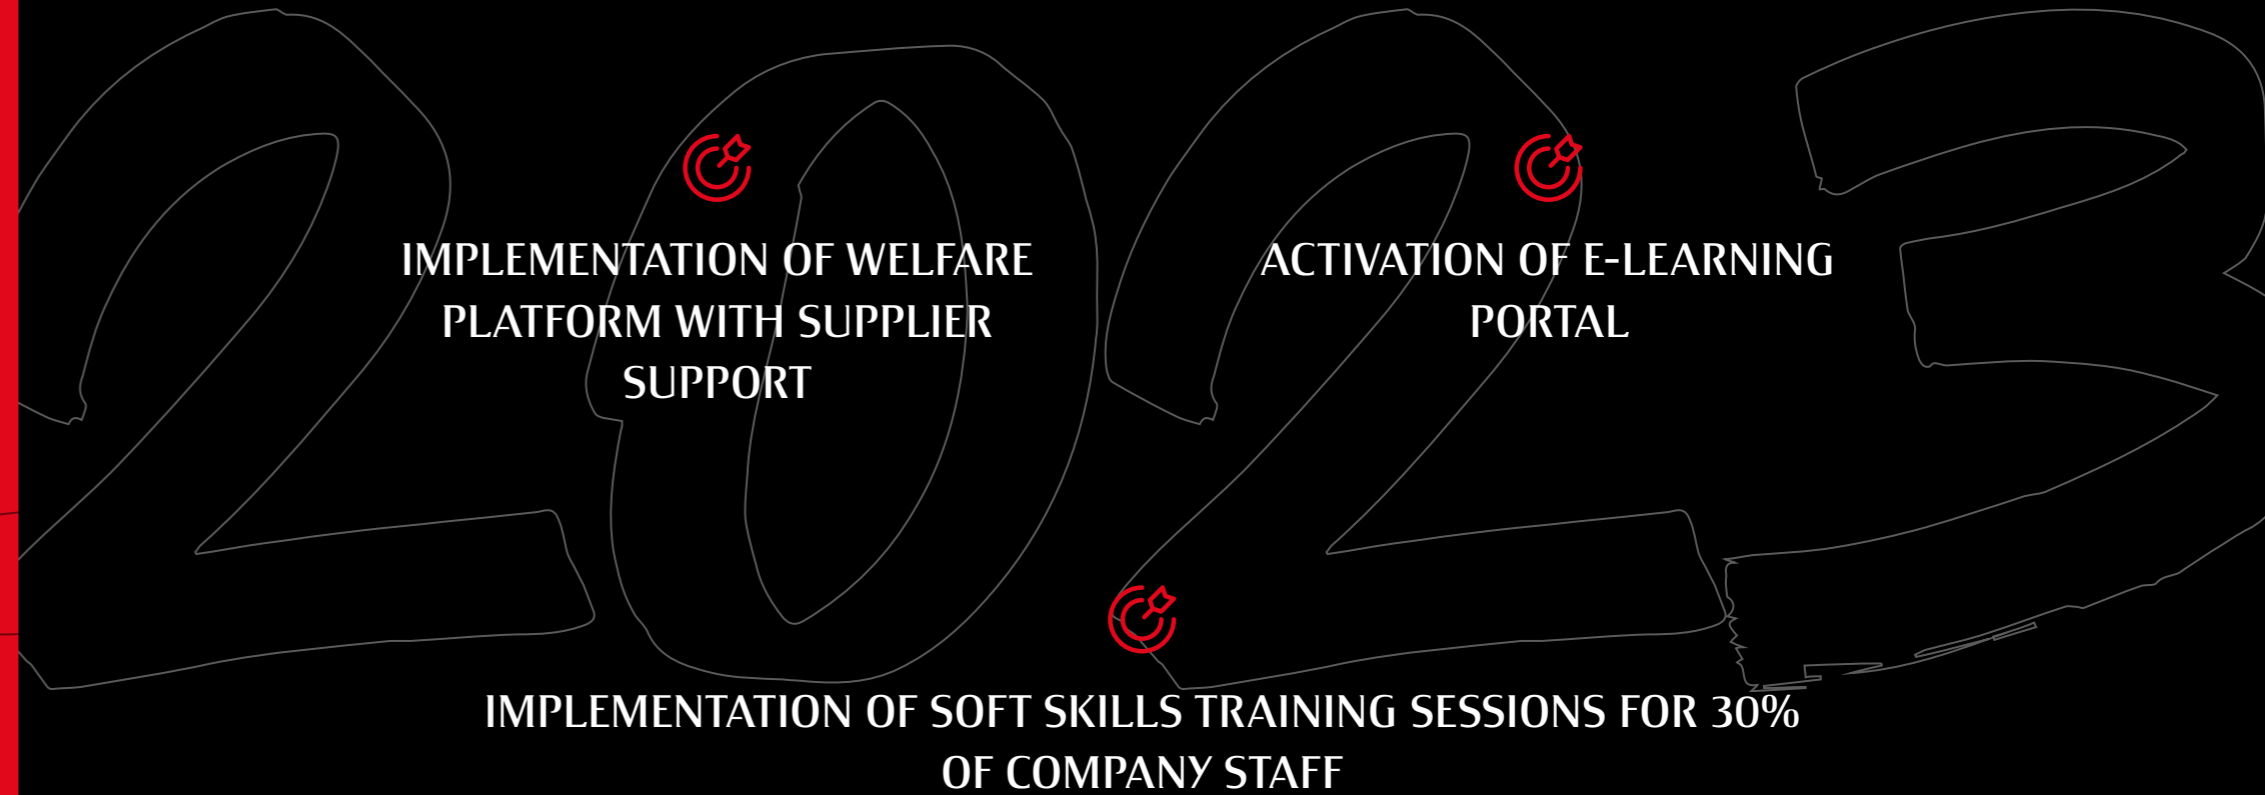 2023
IMPLEMENTATION OF WELFARE
PLATFORM WITH SUPPLIER
SUPPORT
ACTIVATION OF E-LEARNING
PORTAL
IMPLEMENTATION OF SOFT SKILLS TRAINING SESSIONS FOR 30%
OF COMPANY STAFF